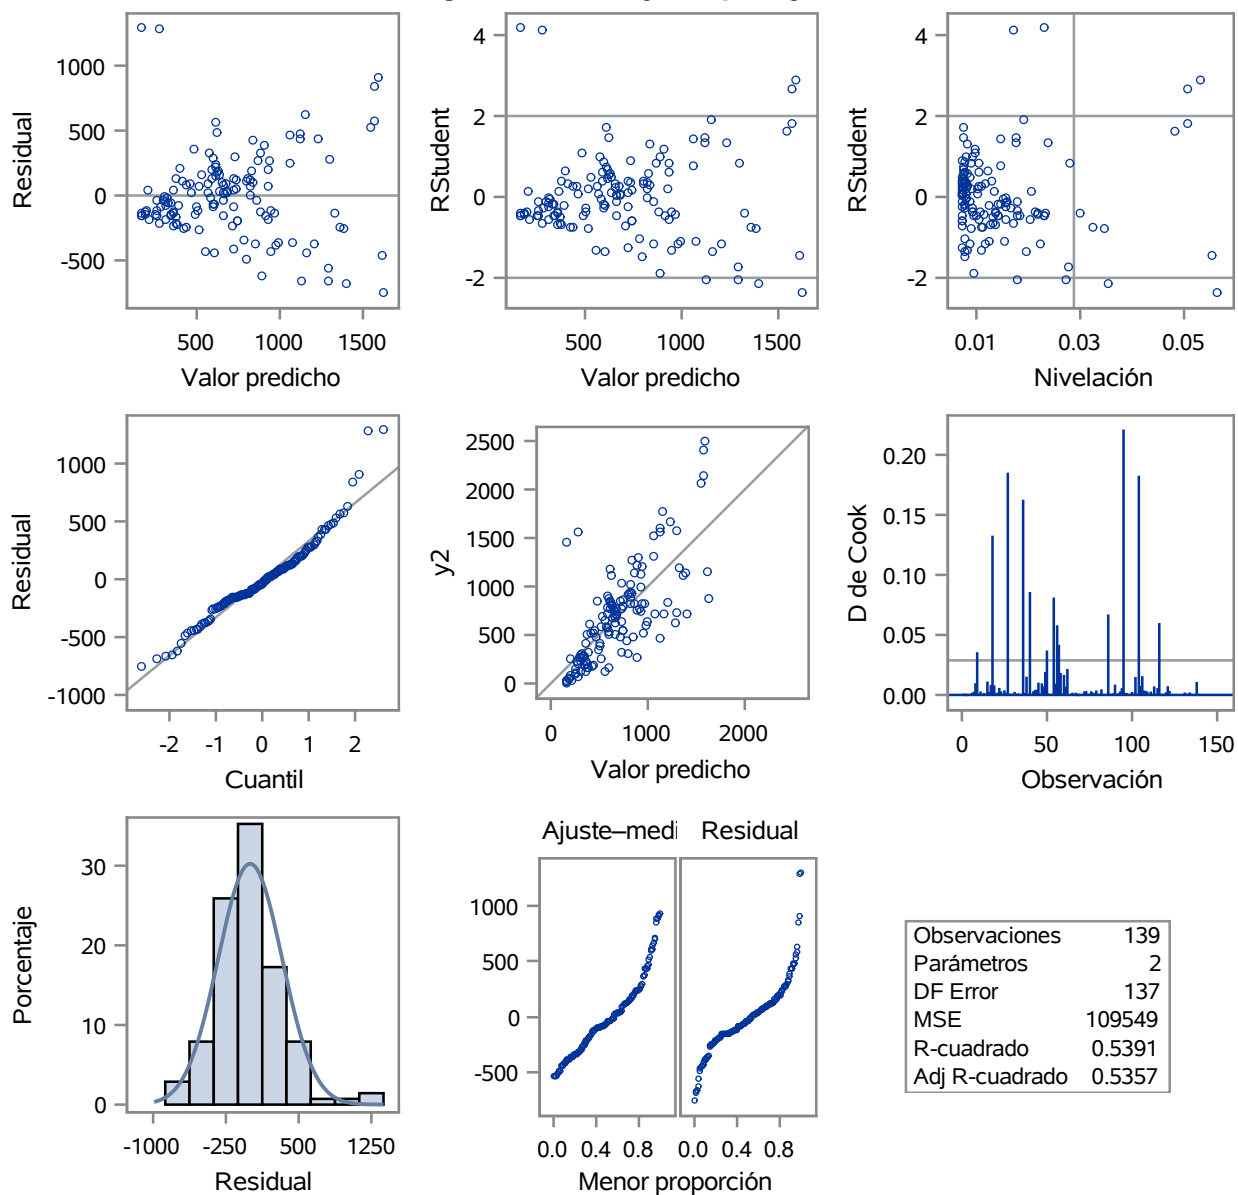 1000
500
0
-500
Residual
500
1000
1500
Valor predicho
4
2
0
-2
RStudent
500
1000
1500
Valor predicho
4
2
0
-2
RStudent
0.01
0.03
0.05
Nivelación
1000
500
0
-500
-1000
Residual
-2
-1
0
1
2
Cuantil
2500
2000
1500
1000
500
0
y2
0
1000
2000
Valor predicho
0.20
0.15
0.10
0.05
0.00
D de Cook
0
50
100
150
Observación
30
20
10
0
Porcentaje
-1000
-250
500
1250
Residual
Ajuste–medi
Residual
1000
500
0
-500
0.0
0.4
0.8
0.0
0.4
0.8
Menor proporción
Observaciones 139
Parámetros 2
DF Error 137
MSE 109549
R-cuadrado 0.5391
Adj R-cuadrado 0.5357